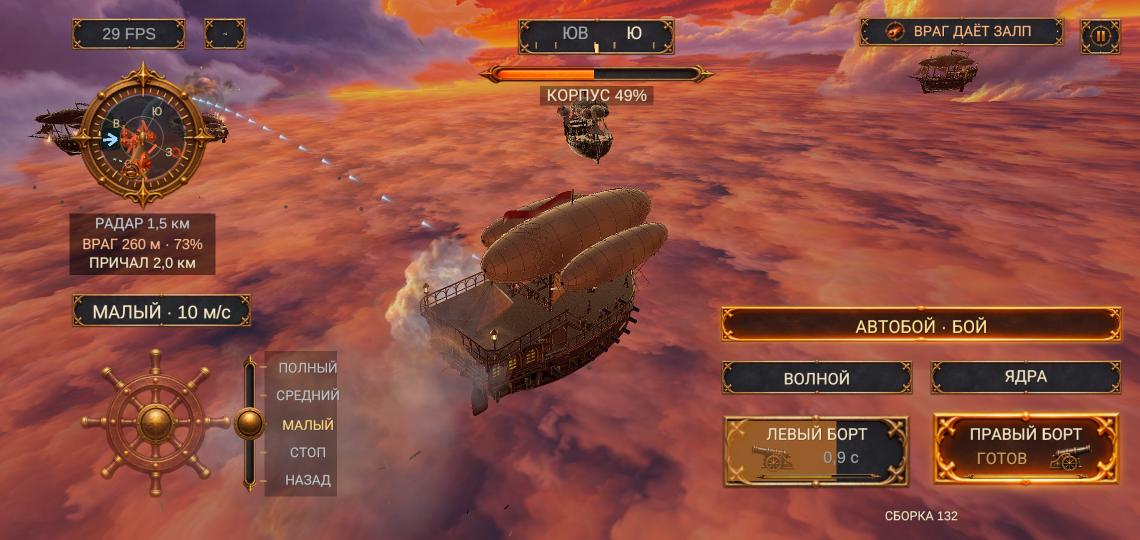 29 FPS
ЮВ Ю
ВРАГ ДАЁТ ЗАЛП
КОРПУС 49%
Ю
В
З
РАДАР 1,5 км
ВРАГ 260 м · 73%
ПРИЧАЛ 2,0 км
МАЛЫЙ · 10 м/с
ПОЛНЫЙ
СРЕДНИЙ
МАЛЫЙ
СТОП
НАЗАД
АВТОБОЙ · БОЙ
ВОЛНОЙ
ЯДРА
ЛЕВЫЙ БОРТ
0,9 с
ПРАВЫЙ БОРТ
ГОТОВ
СБОРКА 132